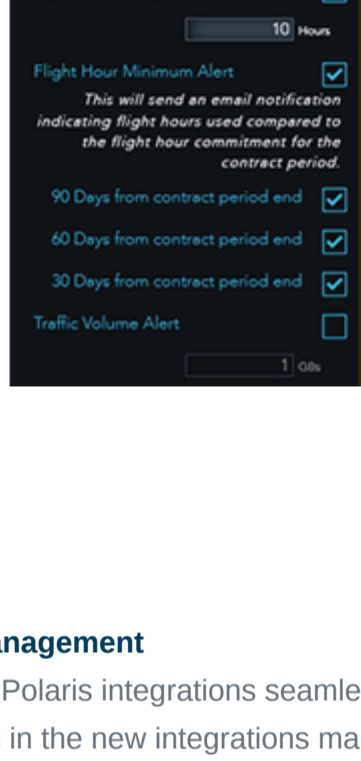 10 Hours
Flight Hour Minimum Alert
This will send an email notification
indicating flight hours used compared to
the flight hour commitment for the
contract period.
90 Days from contract period end
60 Days from contract period end
30 Days from contract period end
Traffic Volume Alert
1 GBs
anagement
Polaris integrations seamle
in the new integrations ma